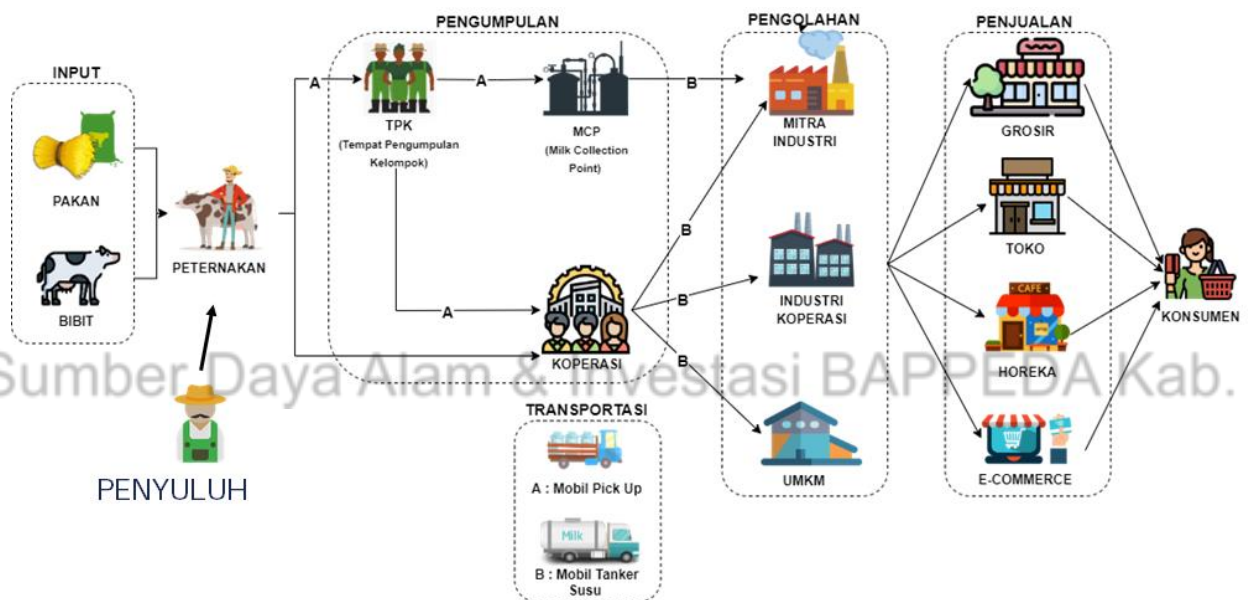 INPUT
PAKAN
BIBIT
PETERNAKAN
PENYULUH
PENGUMPULAN
A
TPK
(Tempat Pengumpulan
Kelompok)
A
MCP
(Milk Collection
Point)
A
KOPERASI
TRANSPORTASI
A : Mobil Pick Up
Milk
B : Mobil Tanker
Susu
B
B
B
B
PENGOLAHAN
MITRA
INDUSTRI
INDUSTRI
KOPERASI
UMKM
PENJUALAN
GROSIR
TOKO
CAFE
HOREKA
E-COMMERCE
KONSUMEN
Sumber Daya Alam & Investasi BAPPEDA Kab.